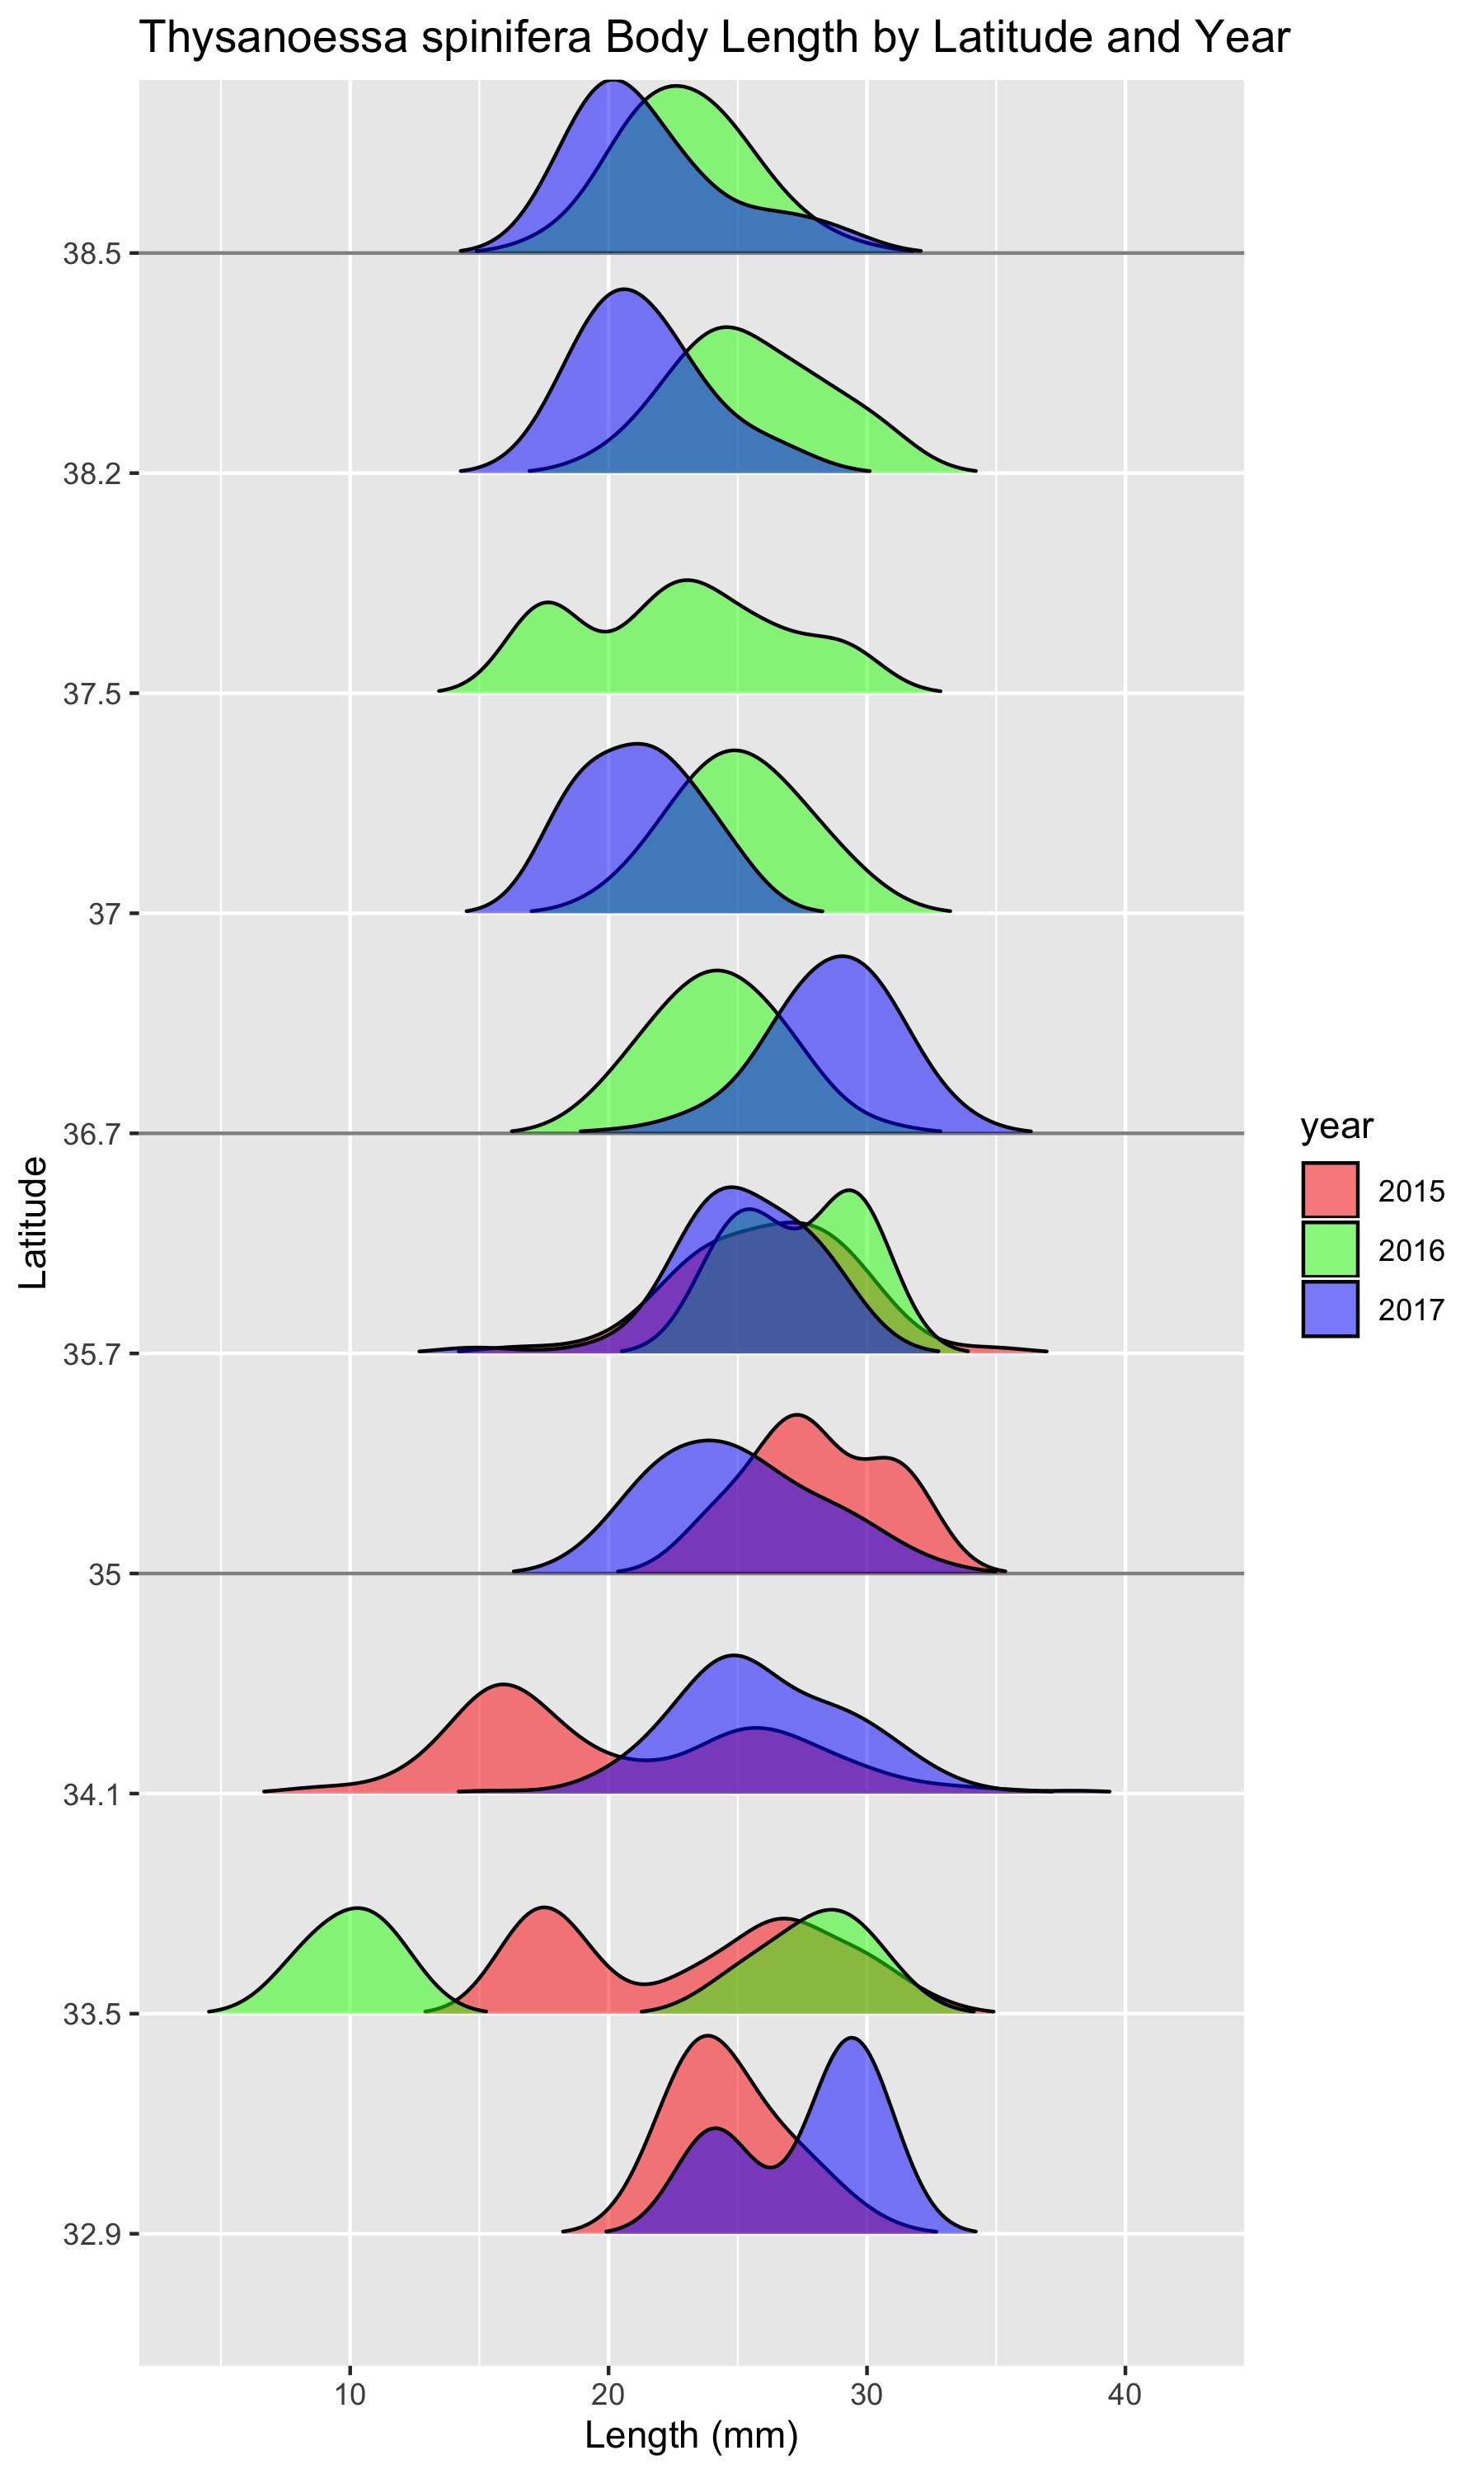 Thysanoessa spinifera Body Length by Latitude and Year
38.5
38.2
37.5
37
36.7
35.7
35
34.1
33.5
32.9
Latitude
10 20 30 40
Length (mm)
year
2015
2016
2017